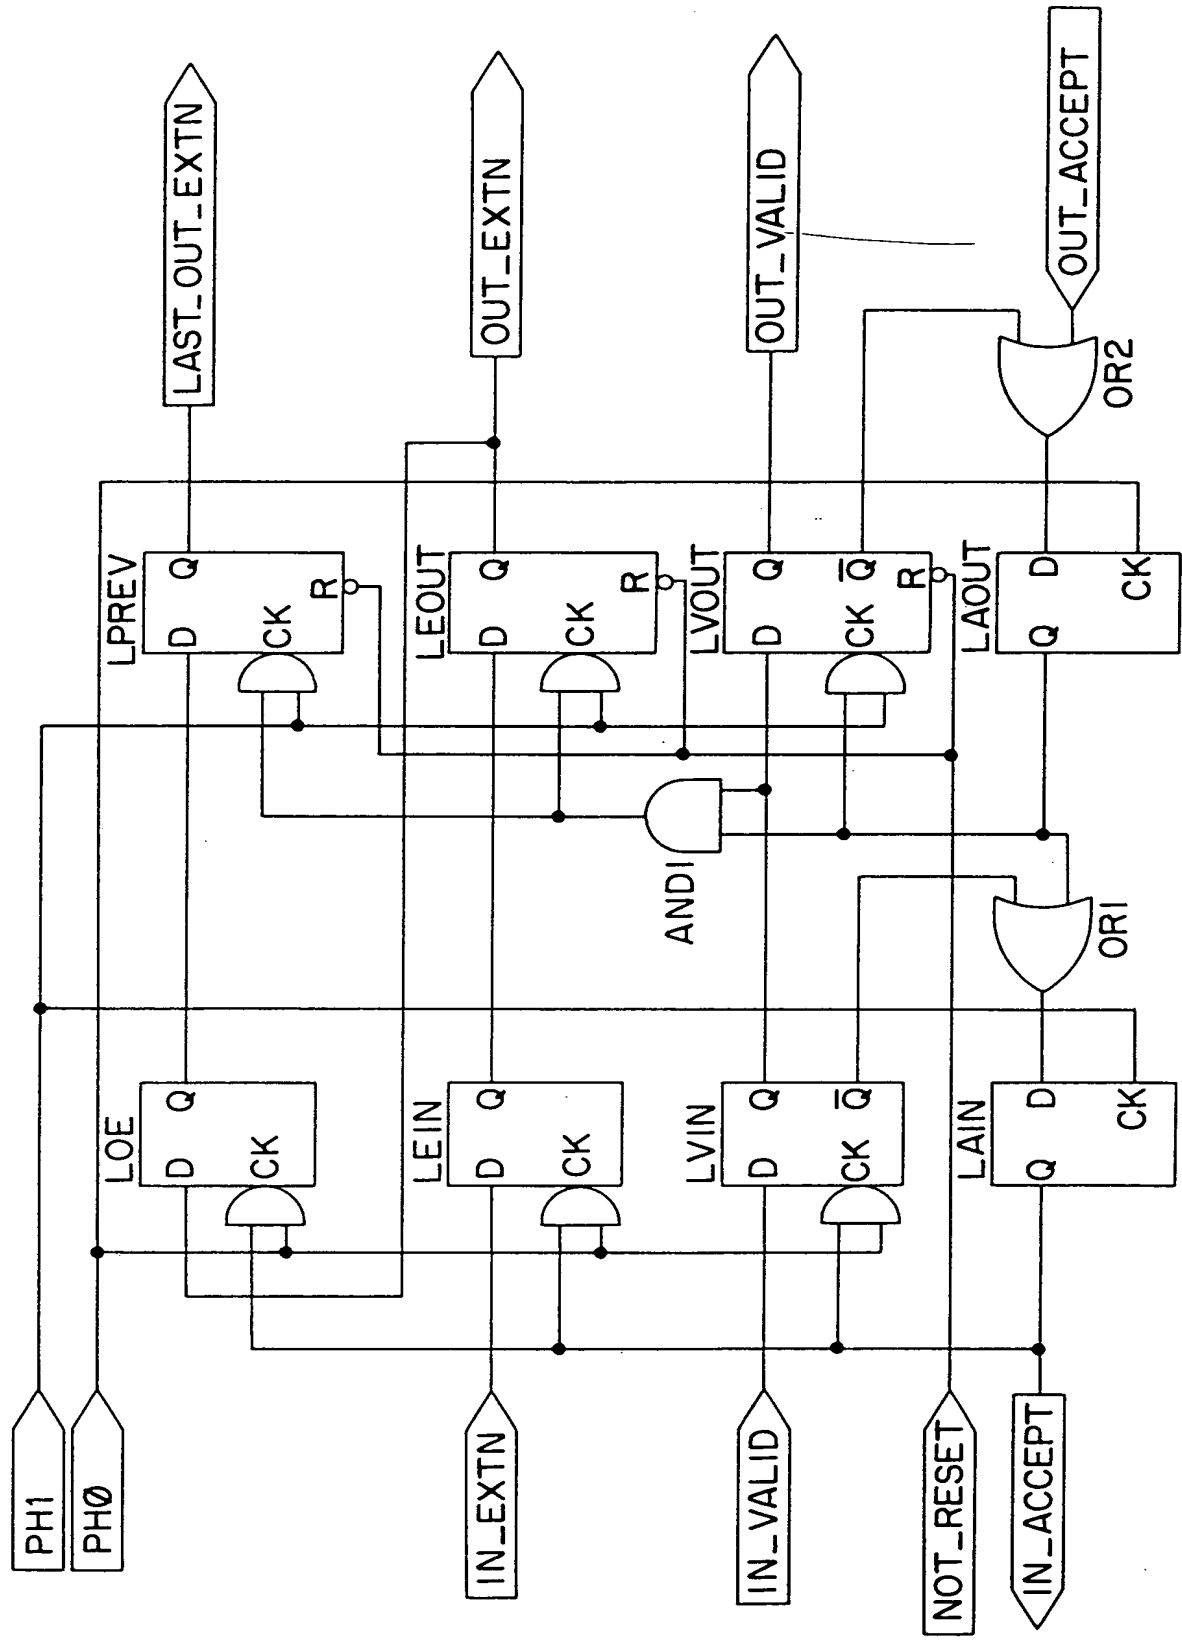 PH1
PHØ
LOE
D
Q
CK
LPREV
D
Q
CK
R
LAST_OUT_EXTN
IN_EXTN
LEIN
D
Q
CK
LEOUT
D
Q
CK
R
OUT_EXTN
AND1
IN_VALID
LVIN
D
Q
CK
Q̅
LVOUT
D
Q
CK
Q̅
R
OUT_VALID
NOT_RESET
IN_ACCEPT
LAIN
Q
D
CK
OR1
LAOUT
Q
D
CK
OR2
OUT_ACCEPT